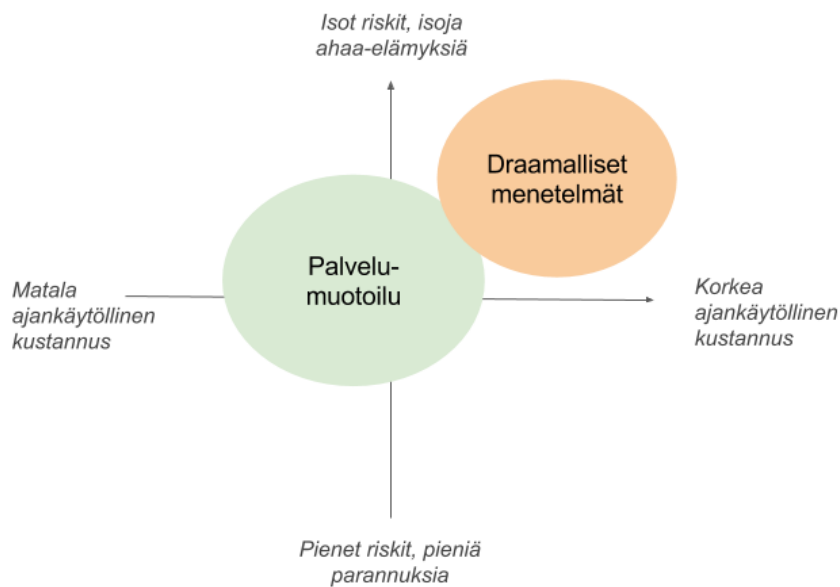 Isot riskit, isoja
ahaa-elämyksiä
Draamalliset
menetelmät
Palvelu-
muotoilu
Matala
ajankäytöllinen
kustannus
Korkea
ajankäytöllinen
kustannus
Pienet riskit, pieniä
parannuksia